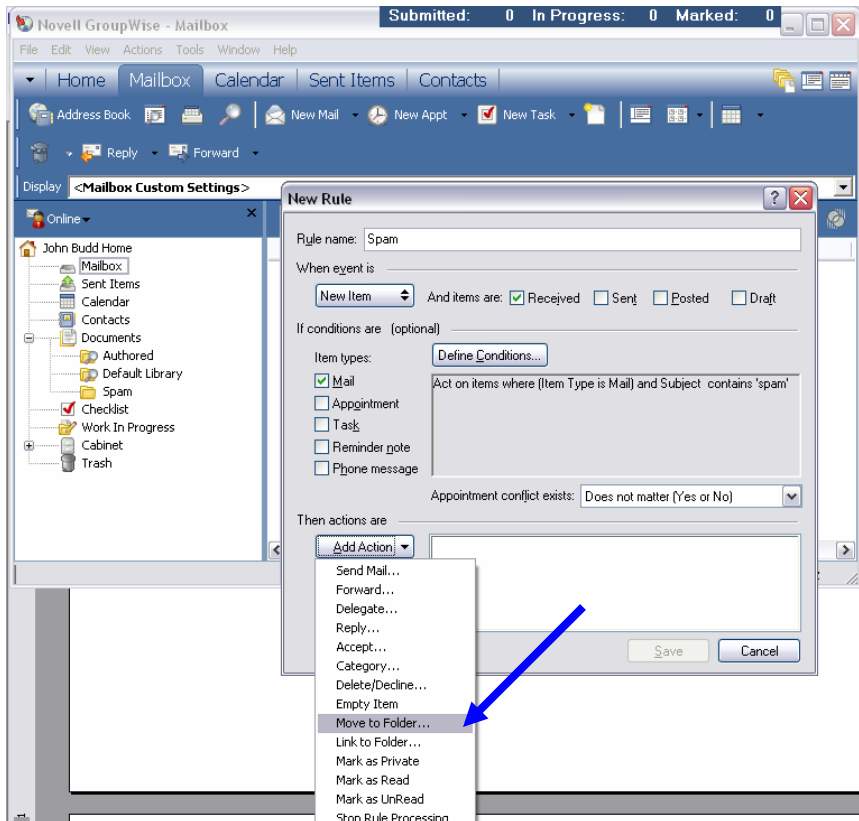 Submitted: 0 In Progress: 0 Marked: 0
Novell GroupWise - Mailbox
File Edit View Actions Tools Window Help
Home Mailbox Calendar Sent Items Contacts
Address Book New Mail New Appt New Task
Reply Forward
Display <Mailbox Custom Settings>
Online
John Budd Home
Mailbox
Sent Items
Calendar
Contacts
Documents
Authored
Default Library
Spam
Checklist
Work In Progress
Cabinet
Trash
New Rule
Rule name: Spam
When event is
New Item And items are: Received Sent Posted Draft
If conditions are (optional)
Item types: Define Conditions...
Mail
Appointment
Task
Reminder note
Phone message
Act on items where (Item Type is Mail) and Subject contains 'spam'
Appointment conflict exists: Does not matter (Yes or No)
Then actions are
Add Action
Send Mail...
Forward...
Delegate...
Reply...
Accept...
Category...
Delete/Decline...
Empty Item
Move to Folder...
Link to Folder...
Mark as Private
Mark as Read
Mark as UnRead
Stop Rule Processing
Save Cancel